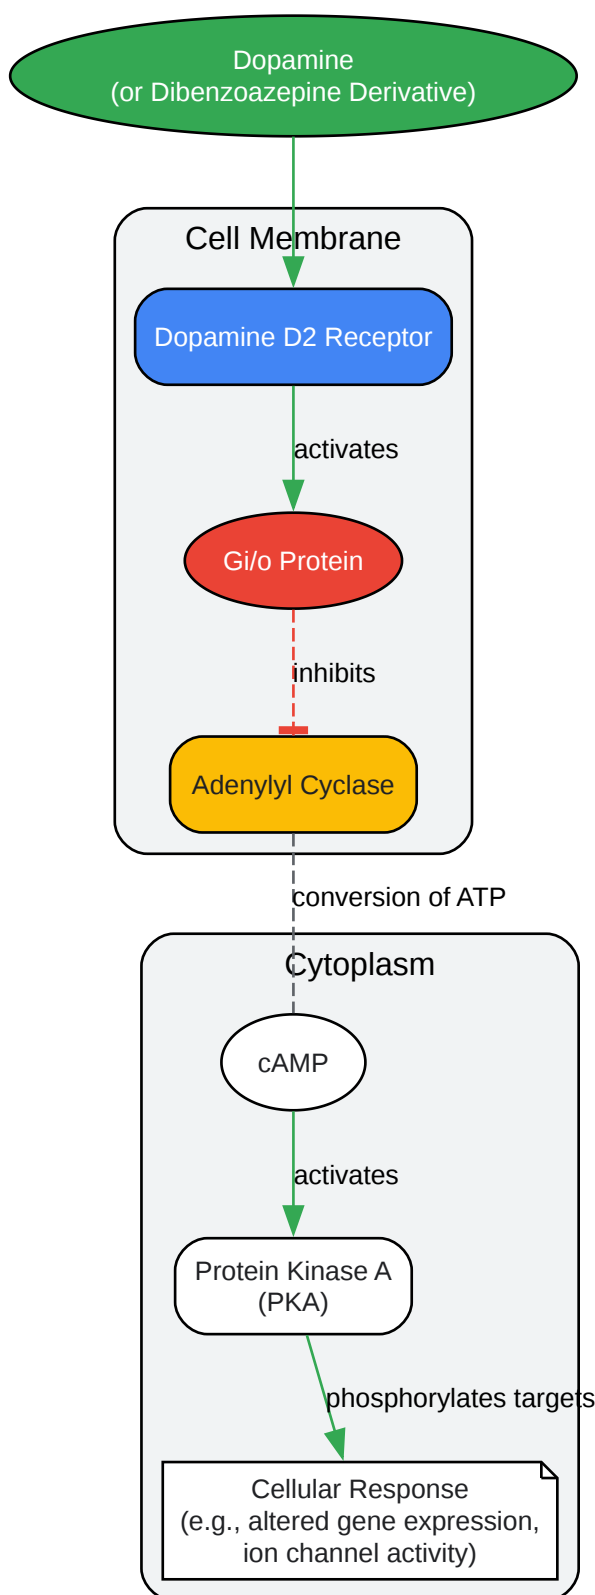 Dopamine
(or Dibenzoazepine Derivative)
Cell Membrane
Dopamine D2 Receptor
activates
Gi/o Protein
inhibits
Adenylyl Cyclase
conversion of ATP
Cytoplasm
cAMP
activates
Protein Kinase A
(PKA)
phosphorylates targets
Cellular Response
(e.g., altered gene expression,
ion channel activity)